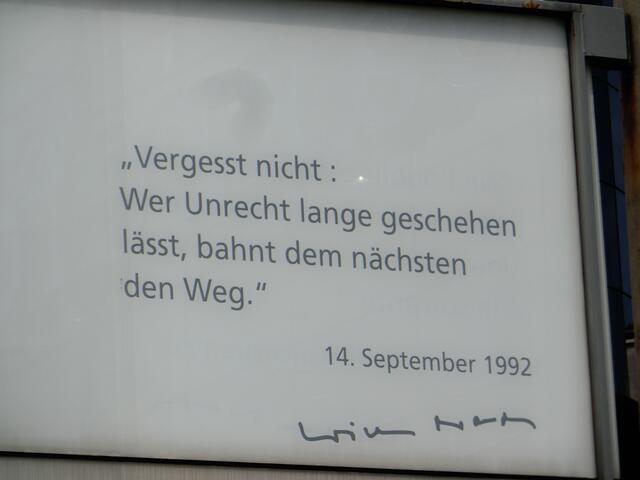 „Vergesst nicht :
Wer Unrecht lange geschehen
lässt, bahnt dem nächsten
den Weg.“
14. September 1992